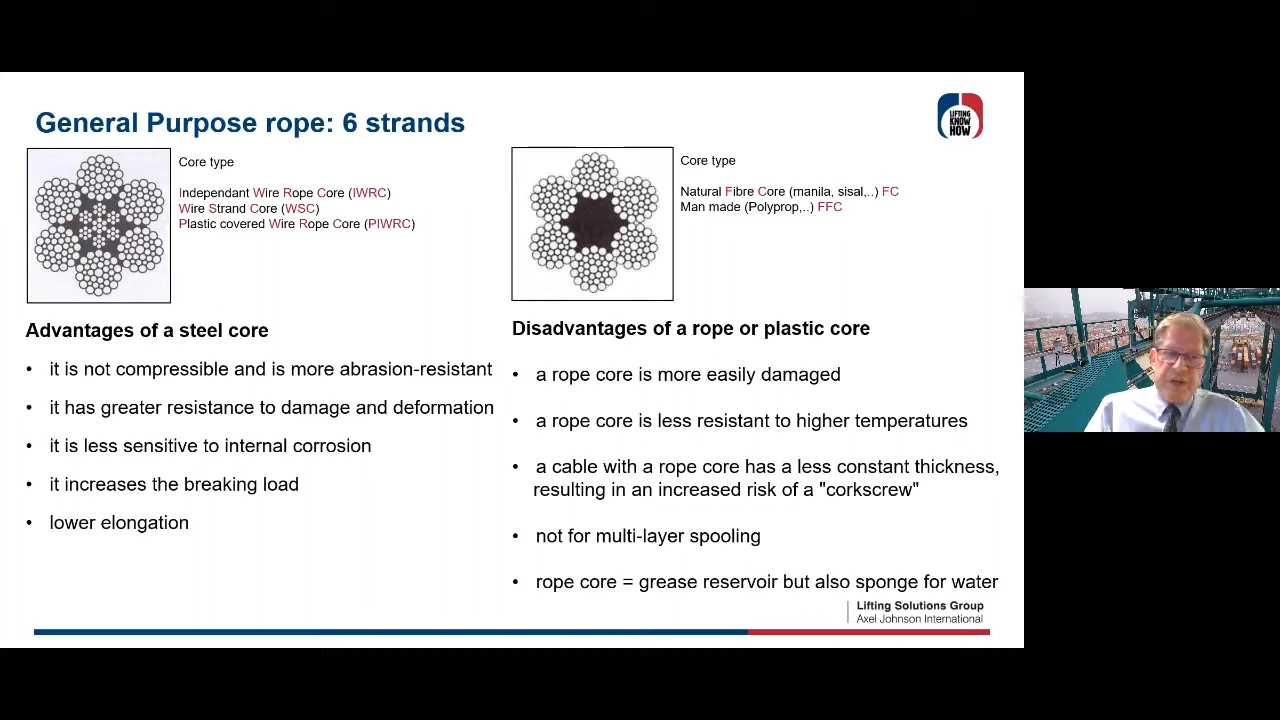 General Purpose rope: 6 strands
LIFTING
KNOW
HOW
Core type
Independant Wire Rope Core (IWRC)
Wire Strand Core (WSC)
Plastic covered Wire Rope Core (PIWRC)
Core type
Natural Fibre Core (manila, sisal,..) FC
Man made (Polyprop,..) FFC
Advantages of a steel core
• it is not compressible and is more abrasion-resistant
• it has greater resistance to damage and deformation
• it is less sensitive to internal corrosion
• it increases the breaking load
• lower elongation
Disadvantages of a rope or plastic core
• a rope core is more easily damaged
• a rope core is less resistant to higher temperatures
• a cable with a rope core has a less constant thickness,
resulting in an increased risk of a "corkscrew"
• not for multi-layer spooling
• rope core = grease reservoir but also sponge for water
Lifting Solutions Group
Axel Johnson International